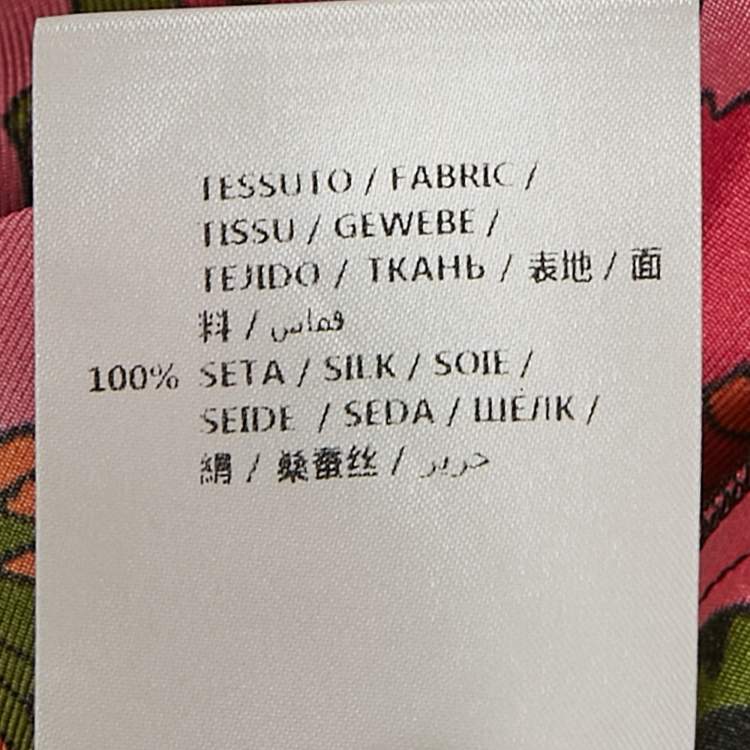 TESSUTO / FABRIC /
TISSU / GEWEBE /
TEJIDO / ТКАНЬ / 表地 / 面
料 / قماش
100% SETA / SILK / SOIE /
SEIDE / SEDA / ШЁЛК /
絹 / 桑蚕丝 / حرير